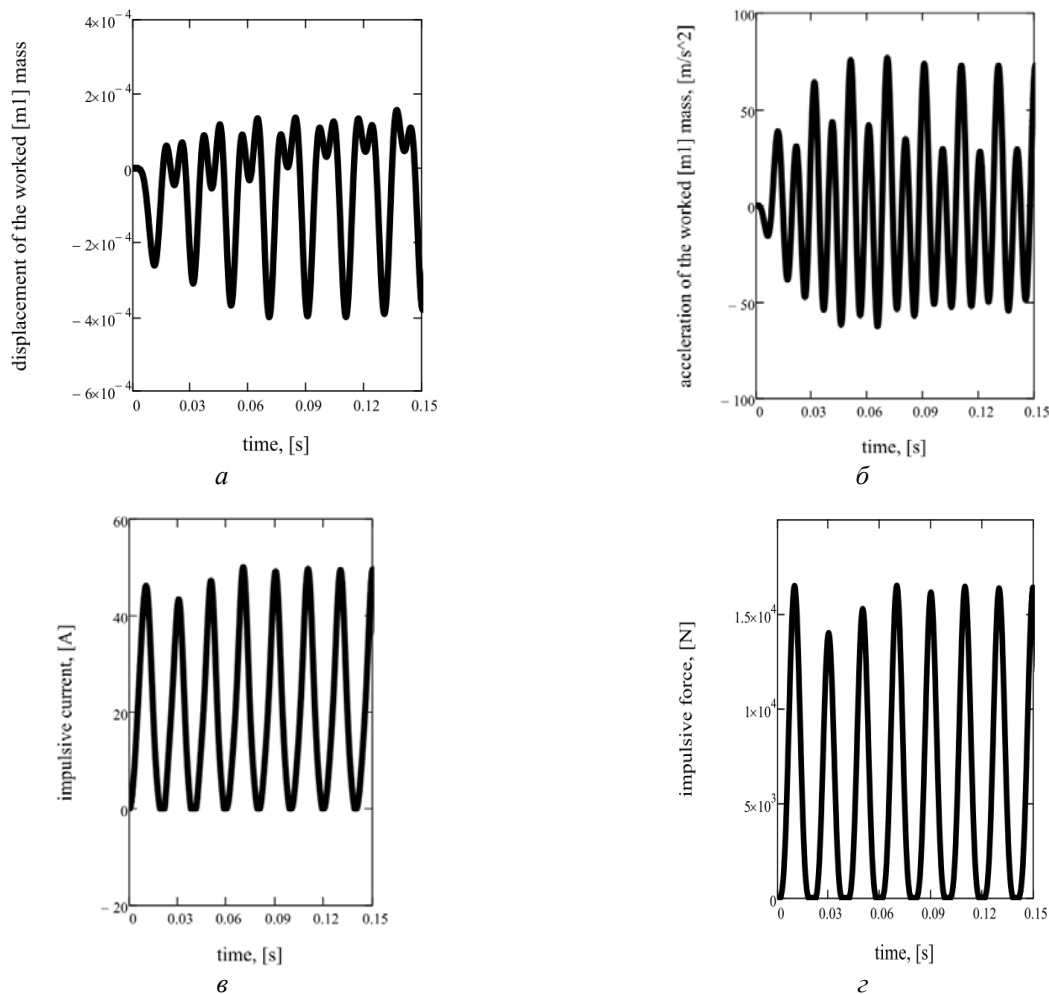 displacement of the worked [m1] mass
4×10⁻⁴
2×10⁻⁴
0
− 2×10⁻⁴
− 4×10⁻⁴
− 6×10⁻⁴
0 0.03 0.06 0.09 0.12 0.15
time, [s]
а
acceleration of the worked [m1] mass, [m/s^2]
100
50
0
− 50
− 100
0 0.03 0.06 0.09 0.12 0.15
time, [s]
б
impulsive current, [A]
60
40
20
0
− 20
0 0.03 0.06 0.09 0.12 0.15
time, [s]
в
impulsive force, [N]
1.5×10⁴
1×10⁴
5×10³
0
0 0.03 0.06 0.09 0.12 0.15
time, [s]
г